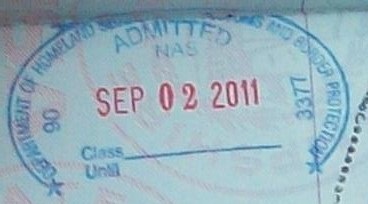 DEPARTMENT OF HOMELAND
AND BORDER PROTECTION
ADMITTED
NAS
SEP 02 2011
90
3377
Class
Until